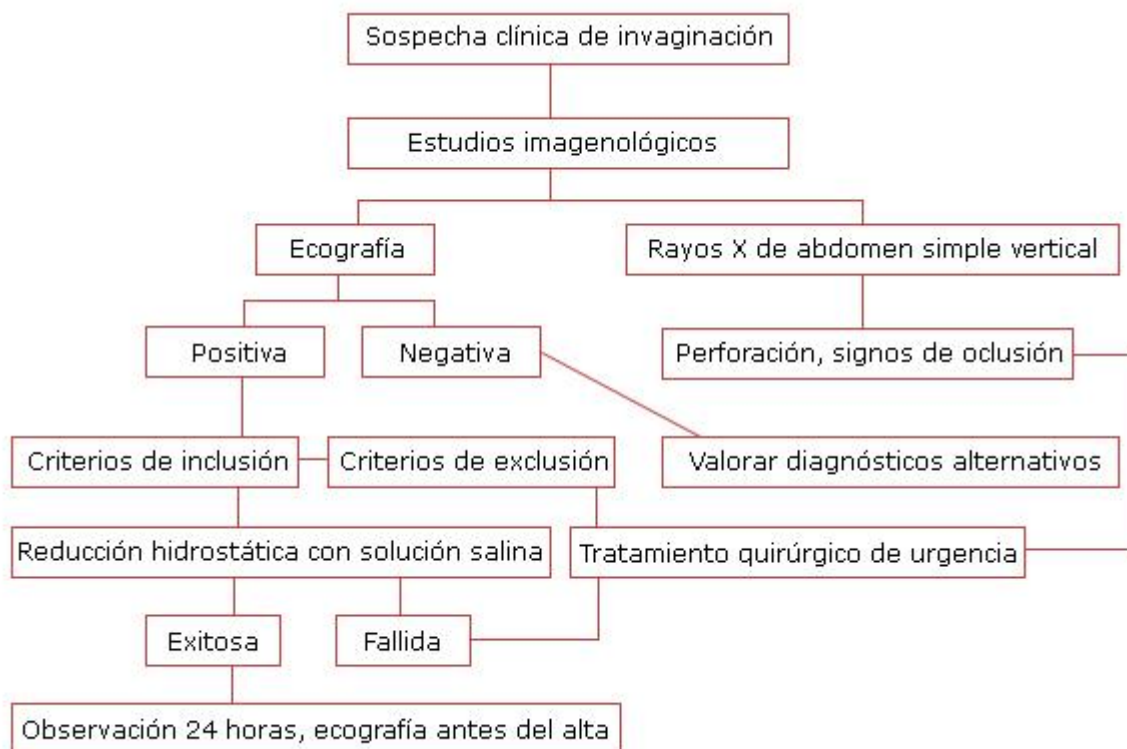 Sospecha clínica de invaginación
Estudios imagenológicos
Ecografía
Rayos X de abdomen simple vertical
Positiva
Negativa
Perforación, signos de oclusión
Criterios de inclusión
Criterios de exclusión
Valorar diagnósticos alternativos
Reducción hidrostática con solución salina
Tratamiento quirúrgico de urgencia
Exitosa
Fallida
Observación 24 horas, ecografía antes del alta